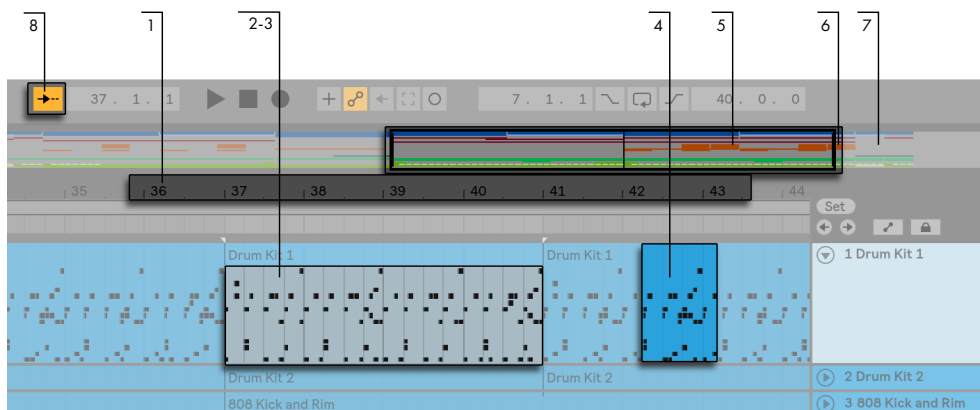 8 1 2-3 4 5 6 7
37 . 1 . 1 7 . 1 . 1 40 . 0 . 0
35 36 37 38 39 40 41 42 43 44
Set
Drum Kit 1 Drum Kit 1 1 Drum Kit 1
Drum Kit 2 Drum Kit 2 2 Drum Kit 2
808 Kick and Rim 3 808 Kick and Rim